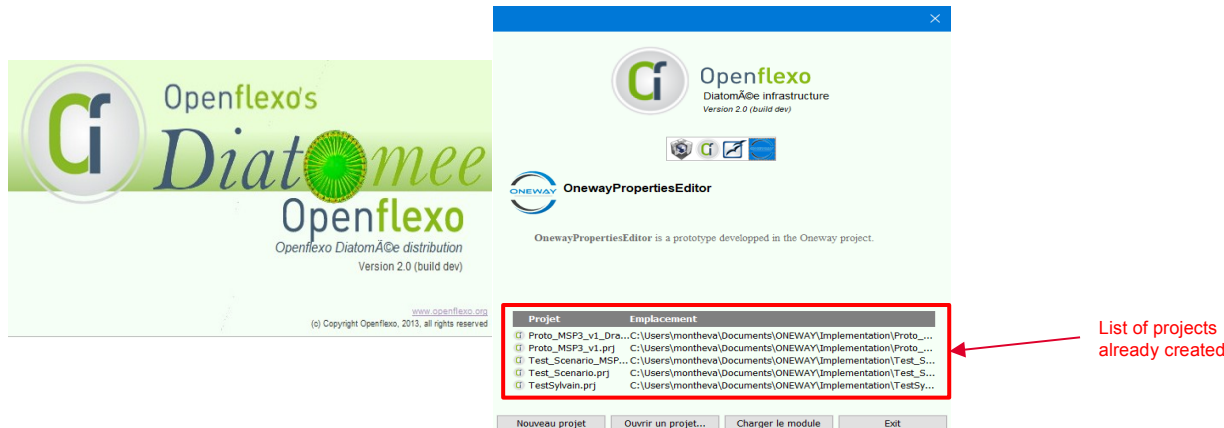 Openflexo's
Diatomee
Openflexo
Openflexo DiatomÃ©e distribution
Version 2.0 (build dev)
www.openflexo.org
(c) Copyright Openflexo, 2013, all rights reserved
Openflexo
DiatomÃ©e infrastructure
Version 2.0 (build dev)
ONEWAY
OnewayPropertiesEditor
OnewayPropertiesEditor is a prototype developped in the Oneway project.
Projet Emplacement
Proto_MSP3_v1_Dra... C:\Users\montheva\Documents\ONEWAY\Implementation\Proto_...
Proto_MSP3_v1.prj C:\Users\montheva\Documents\ONEWAY\Implementation\Proto_...
Test_Scenario_MSP... C:\Users\montheva\Documents\ONEWAY\Implementation\Test_S...
Test_Scenario.prj C:\Users\montheva\Documents\ONEWAY\Implementation\Test_S...
TestSylvain.prj C:\Users\montheva\Documents\ONEWAY\Implementation\TestSy...
Nouveau projet Ouvrir un projet... Charger le module Exit
List of projects
already created